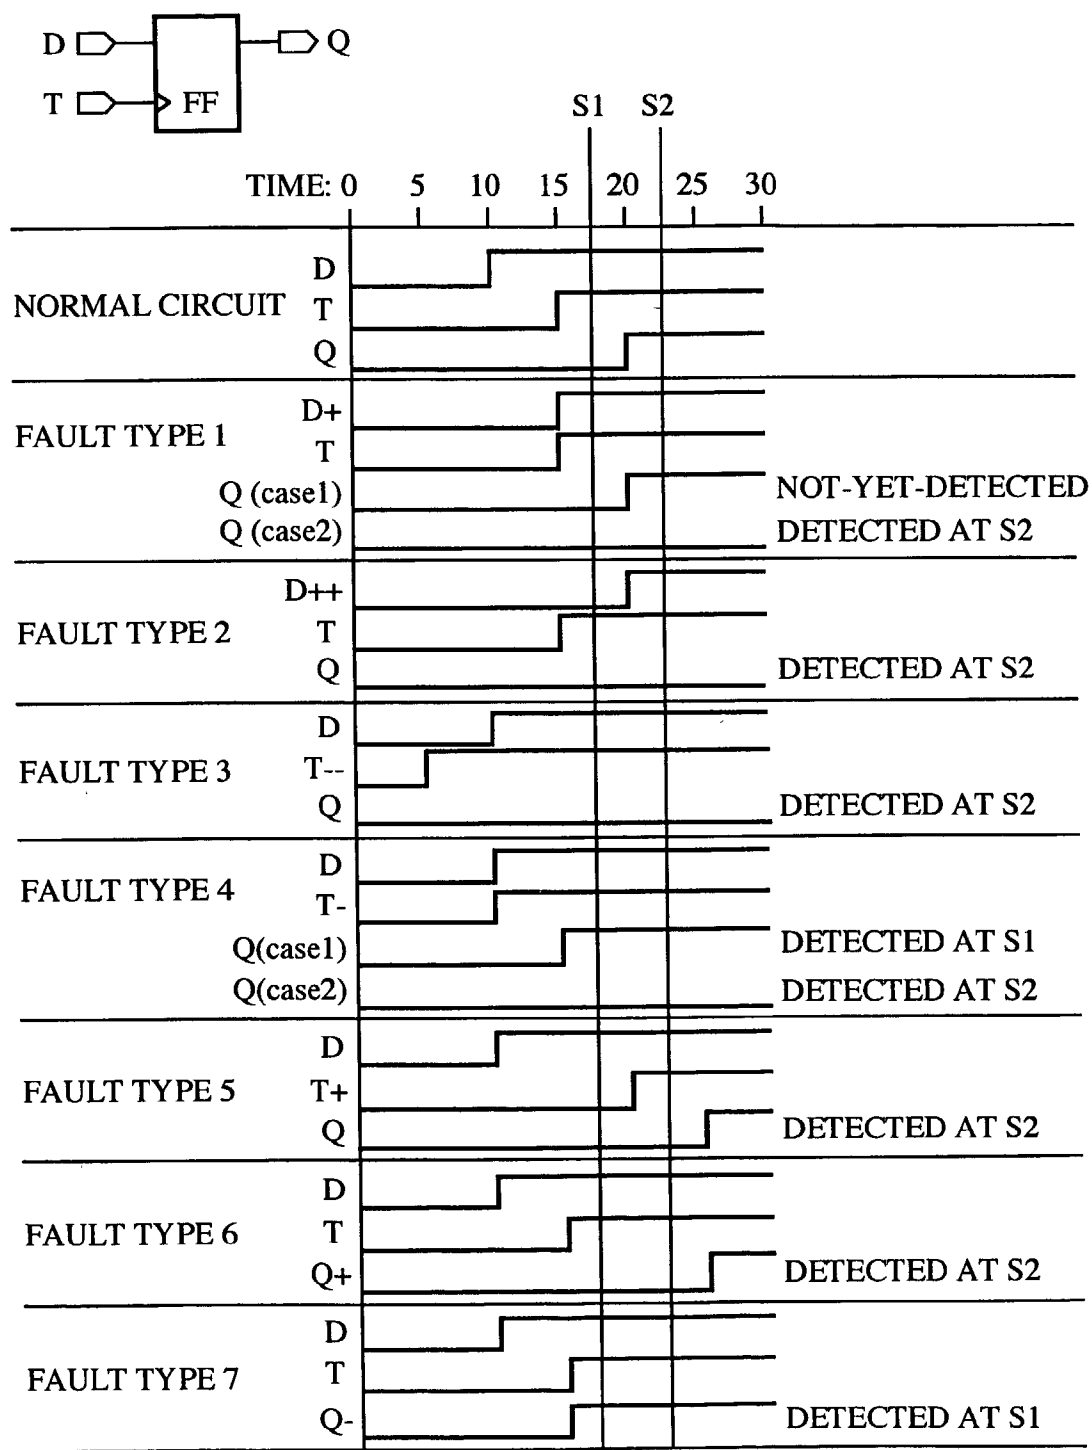 D Q
T FF
S1 S2
TIME: 0 5 10 15 20 25 30
D
NORMAL CIRCUIT T
Q
D+
FAULT TYPE 1
T
Q (case1) NOT-YET-DETECTED
Q (case2) DETECTED AT S2
D++
FAULT TYPE 2 T
Q DETECTED AT S2
D
FAULT TYPE 3 T--
Q DETECTED AT S2
D
FAULT TYPE 4
T-
Q(case1) DETECTED AT S1
Q(case2) DETECTED AT S2
D
FAULT TYPE 5 T+
Q DETECTED AT S2
D
FAULT TYPE 6 T
Q+ DETECTED AT S2
D
FAULT TYPE 7 T
Q- DETECTED AT S1